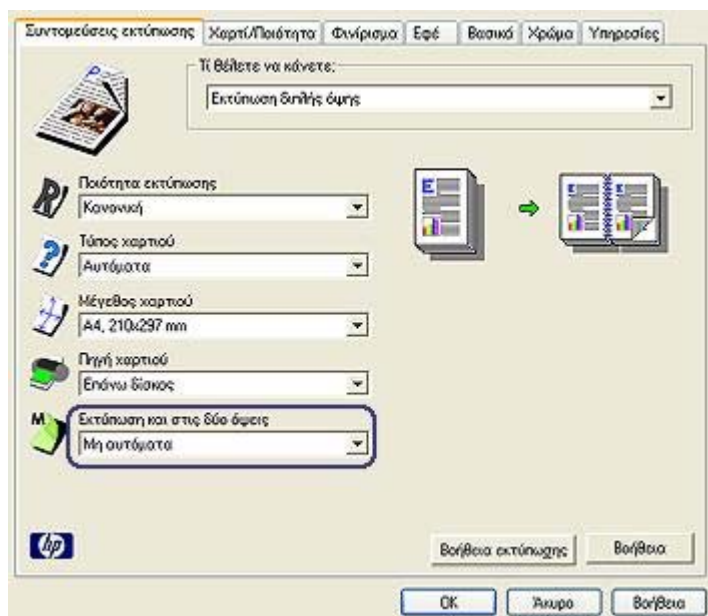 Συντομεύσεις εκτύπωσης Χαρτί/Ποιότητα Φινίρισμα Εφέ Βασικά Χρώμα Υπηρεσίες
Τί θέλετε να κάνετε:
Εκτύπωση διπλής όψης
Ποιότητα εκτύπωσης
Κανονική
Τύπος χαρτιού
Αυτόματα
Μέγεθος χαρτιού
A4, 210x297 mm
Πηγή χαρτιού
Επάνω δίσκος
Εκτύπωση και στις δύο όψεις
Μη αυτόματα
hp
Βοήθεια εκτύπωσης Βοήθεια
OK Άκυρο Βοήθεια